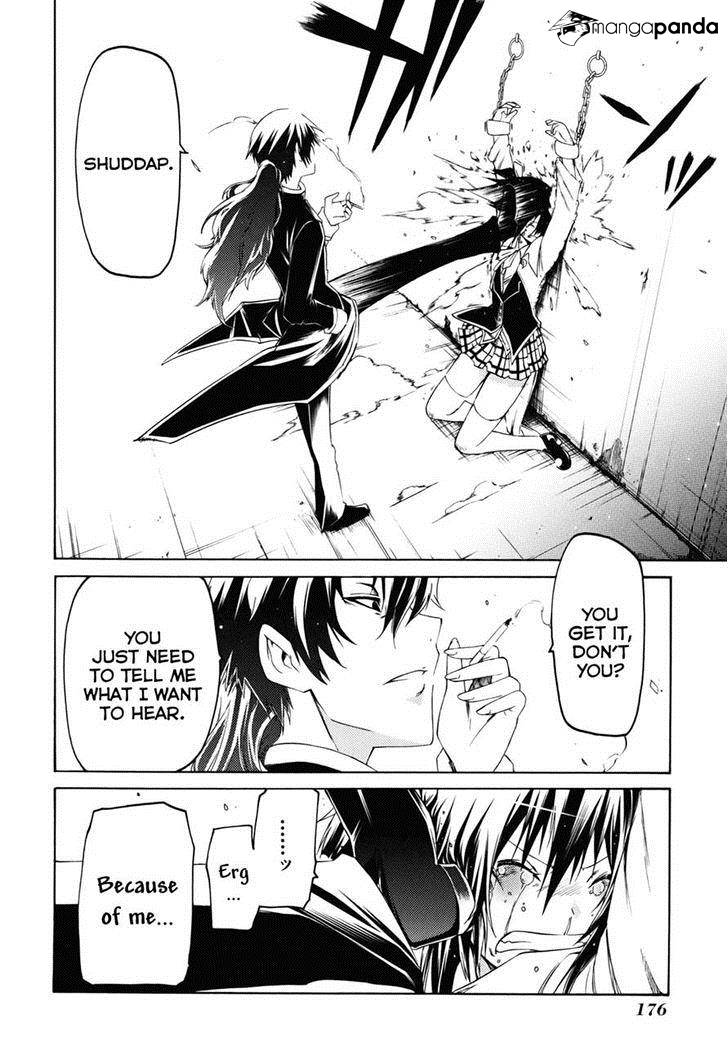 mangapanda
SHUDDAP.
YOU
GET IT,
DON'T
YOU?
YOU
JUST NEED
TO TELL ME
WHAT I WANT
TO HEAR.
……ッ
Erg
...
Because
of me...
176